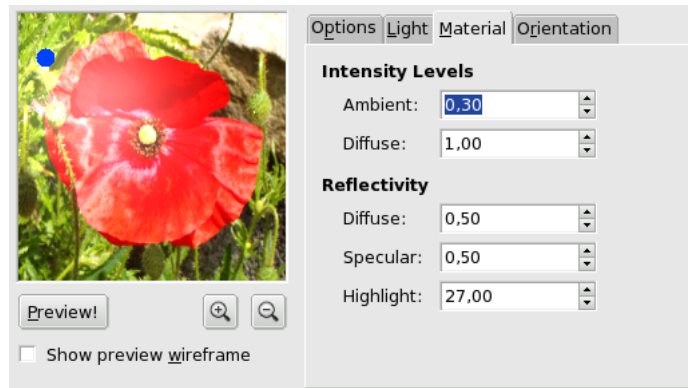 Options Light Material Orientation
Intensity Levels
Ambient: 0,30
Diffuse: 1,00
Reflectivity
Diffuse: 0,50
Specular: 0,50
Highlight: 27,00
Preview!
Show preview wireframe